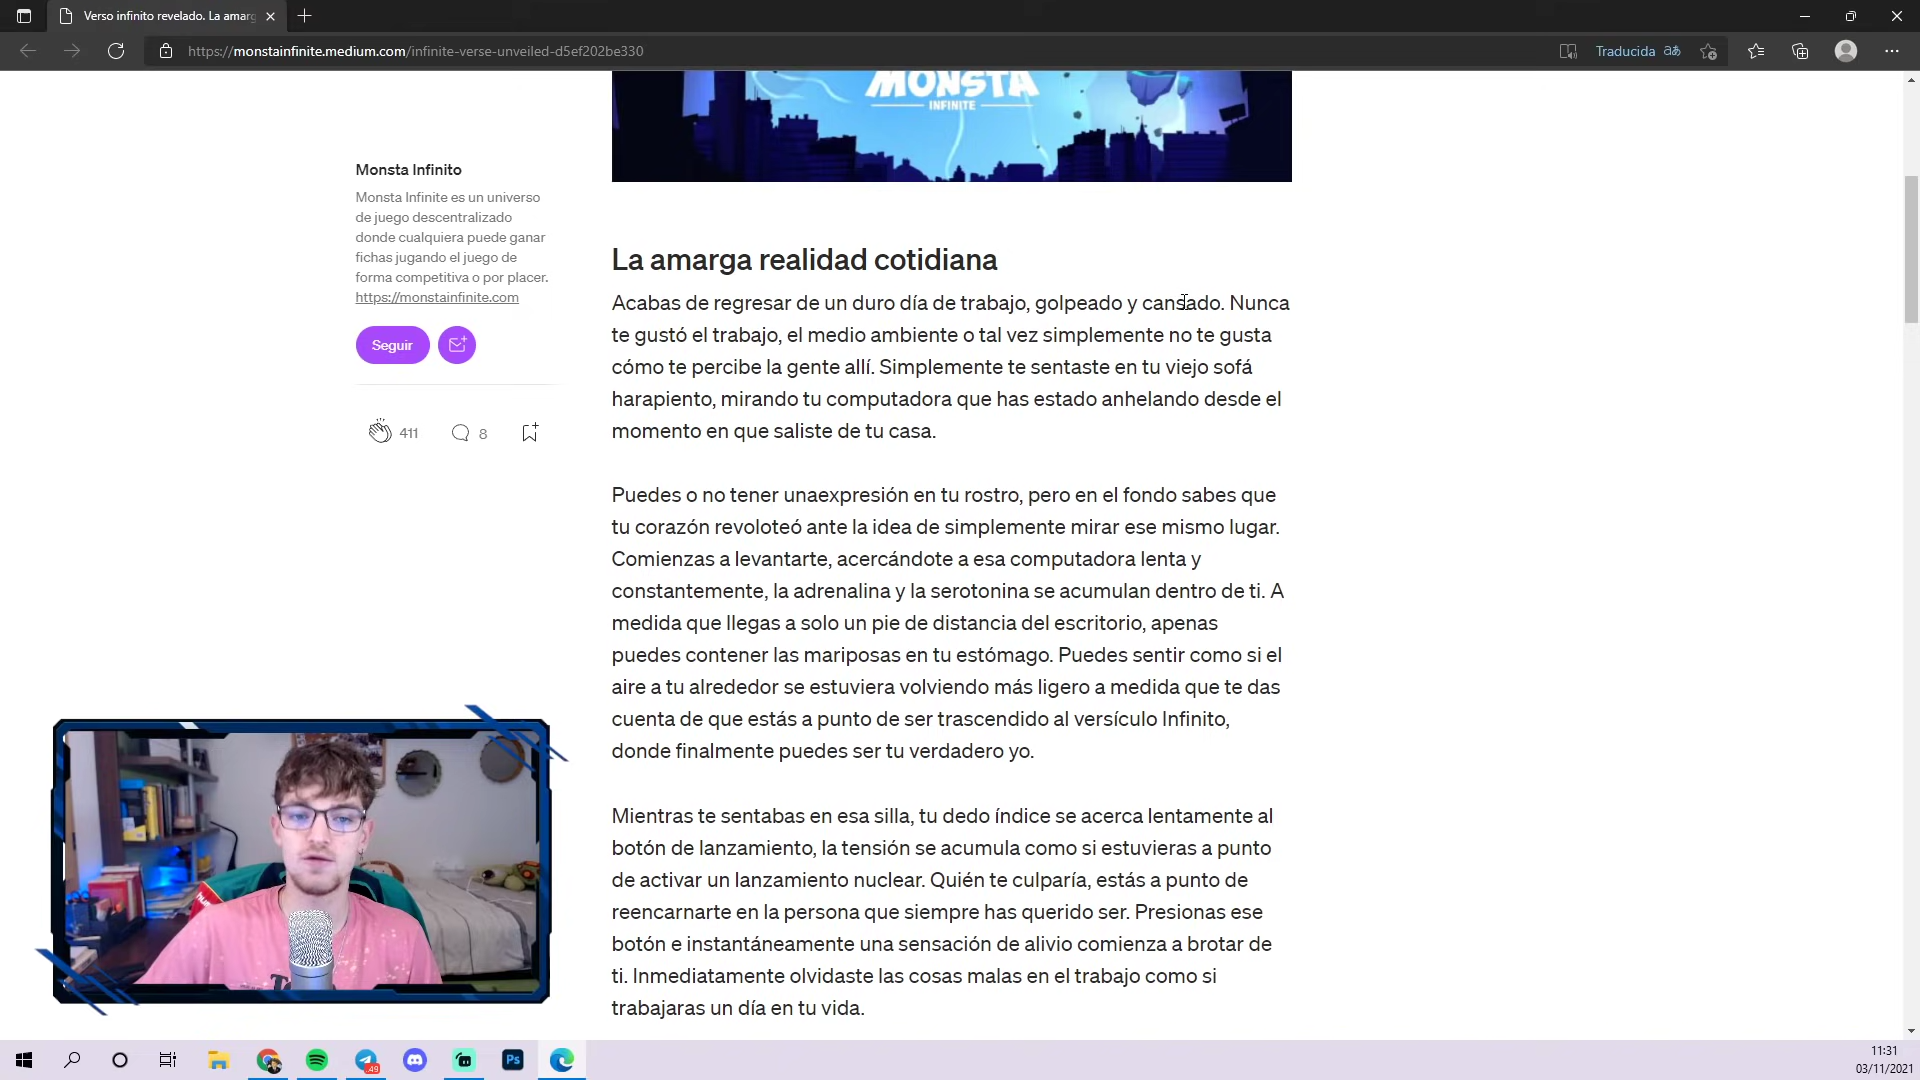 Verso infinito revelado. La amarg
https://monstainfinite.medium.com/infinite-verse-unveiled-d5ef202be330
Traducida
MONSTA
INFINITE
Monsta Infinito
Monsta Infinite es un universo
de juego descentralizado
donde cualquiera puede ganar
fichas jugando el juego de
forma competitiva o por placer.
https://monstainfinite.com
Seguir
411
8
La amarga realidad cotidiana
Acabas de regresar de un duro día de trabajo, golpeado y cansado. Nunca
te gustó el trabajo, el medio ambiente o tal vez simplemente no te gusta
cómo te percibe la gente allí. Simplemente te sentaste en tu viejo sofá
harapiento, mirando tu computadora que has estado anhelando desde el
momento en que saliste de tu casa.
Puedes o no tener unaexpresión en tu rostro, pero en el fondo sabes que
tu corazón revoloteó ante la idea de simplemente mirar ese mismo lugar.
Comienzas a levantarte, acercándote a esa computadora lenta y
constantemente, la adrenalina y la serotonina se acumulan dentro de ti. A
medida que llegas a solo un pie de distancia del escritorio, apenas
puedes contener las mariposas en tu estómago. Puedes sentir como si el
aire a tu alrededor se estuviera volviendo más ligero a medida que te das
cuenta de que estás a punto de ser trascendido al versículo Infinito,
donde finalmente puedes ser tu verdadero yo.
Mientras te sentabas en esa silla, tu dedo índice se acerca lentamente al
botón de lanzamiento, la tensión se acumula como si estuvieras a punto
de activar un lanzamiento nuclear. Quién te culparía, estás a punto de
reencarnarte en la persona que siempre has querido ser. Presionas ese
botón e instantáneamente una sensación de alivio comienza a brotar de
ti. Inmediatamente olvidaste las cosas malas en el trabajo como si
trabajaras un día en tu vida.
49
Ps
11:31
03/11/2021